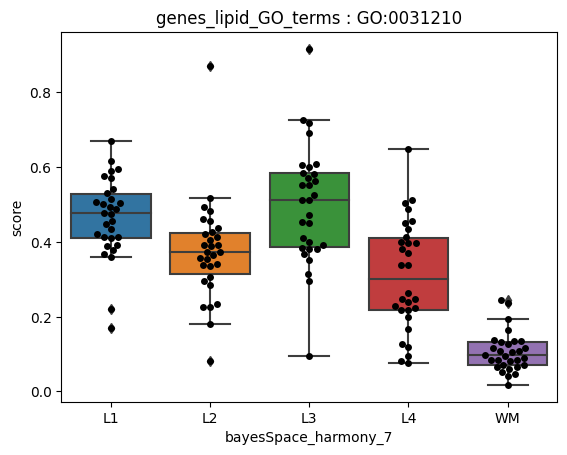 genes_lipid_GO_terms : GO:0031210
score
0.8
0.6
0.4
0.2
0.0
L1 L2 L3 L4 WM
bayesSpace_harmony_7